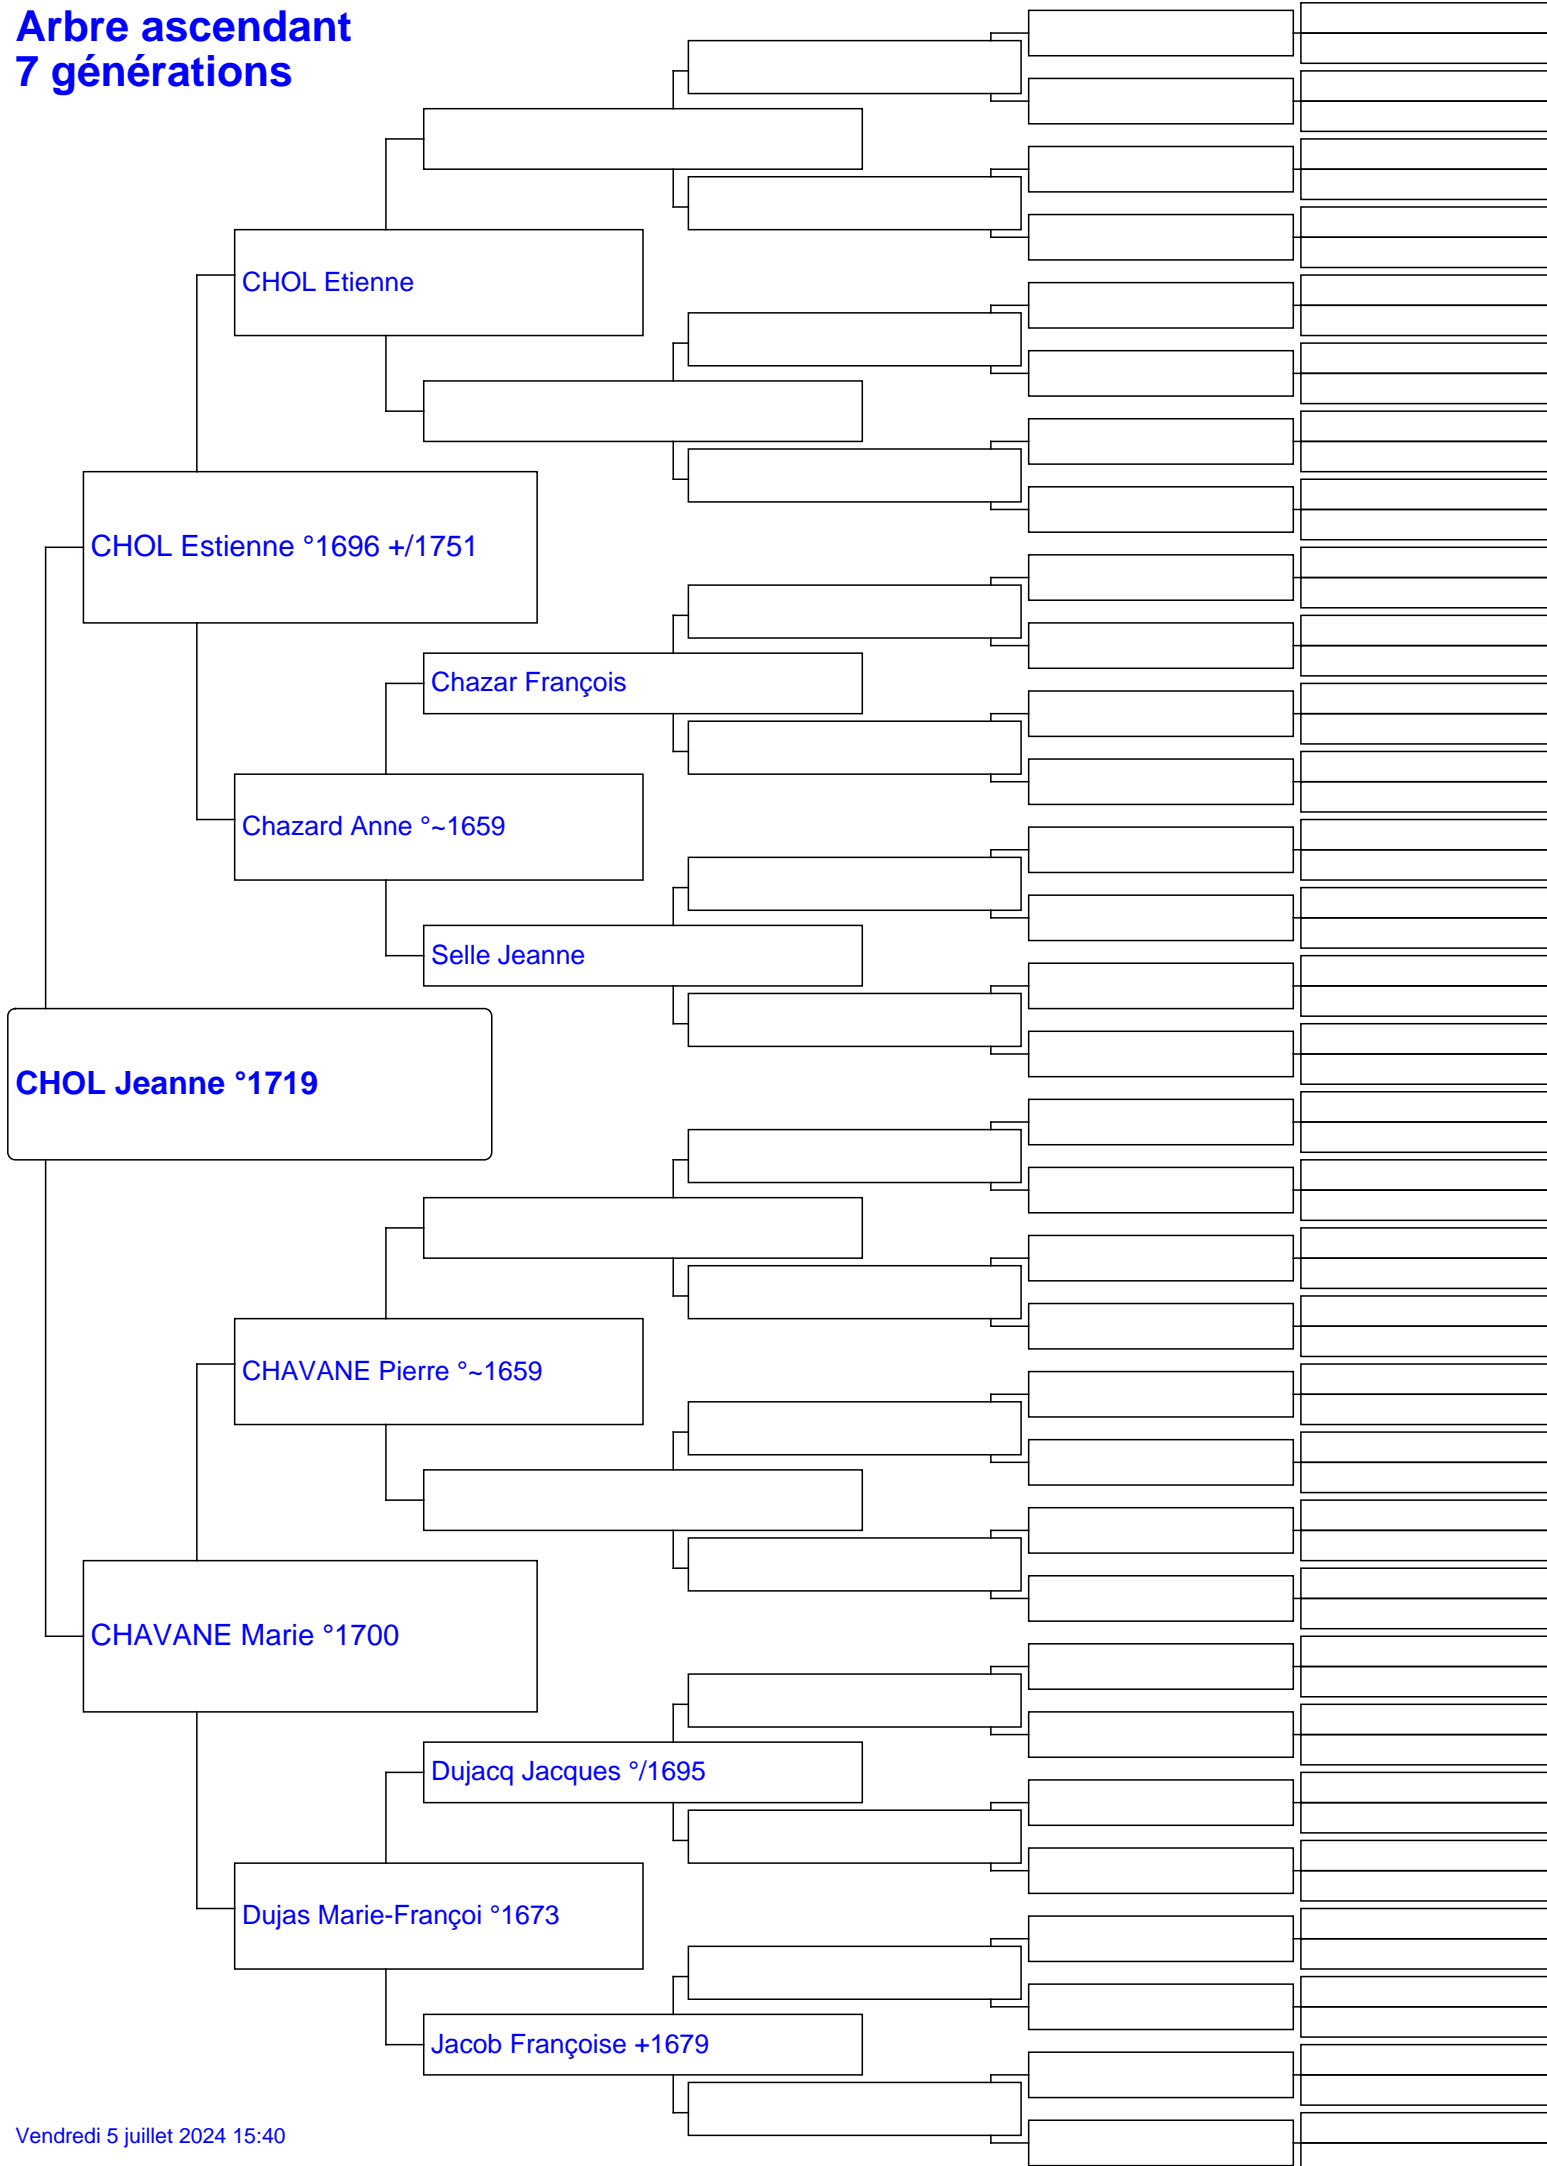 Arbre ascendant
7 générations
CHOL Etienne
CHOL Estienne °1696 +/1751
Chazar François
Chazard Anne °~1659
Selle Jeanne
CHOL Jeanne °1719
CHAVANE Pierre °~1659
CHAVANE Marie °1700
Dujacq Jacques °/1695
Dujas Marie-Françoi °1673
Jacob Françoise +1679
Vendredi 5 juillet 2024 15:40